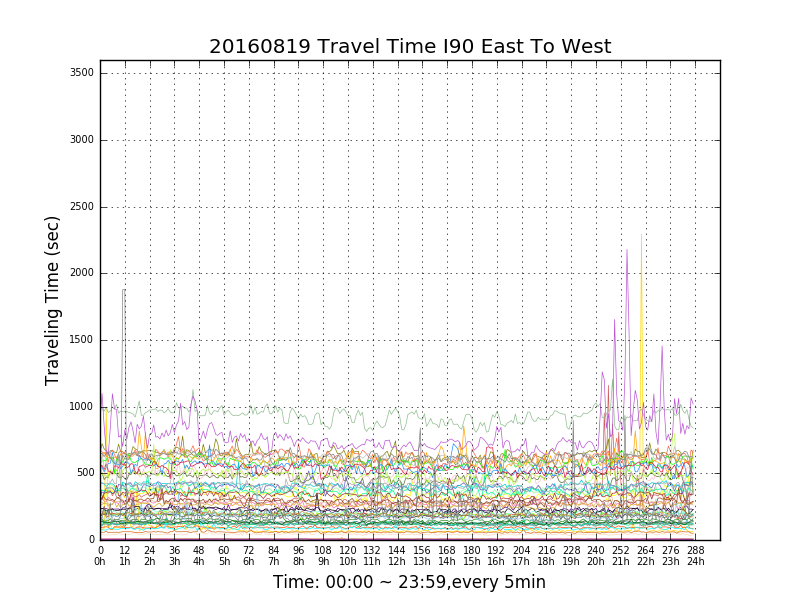 20160819 Travel Time I90 East To West
3500
3000
2500
2000
1500
1000
500
0
Traveling Time (sec)
0 12 24 36 48 60 72 84 96 108 120 132 144 156 168 180 192 204 216 228 240 252 264 276 288
0h 1h 2h 3h 4h 5h 6h 7h 8h 9h 10h 11h 12h 13h 14h 15h 16h 17h 18h 19h 20h 21h 22h 23h 24h
Time: 00:00 ~ 23:59,every 5min